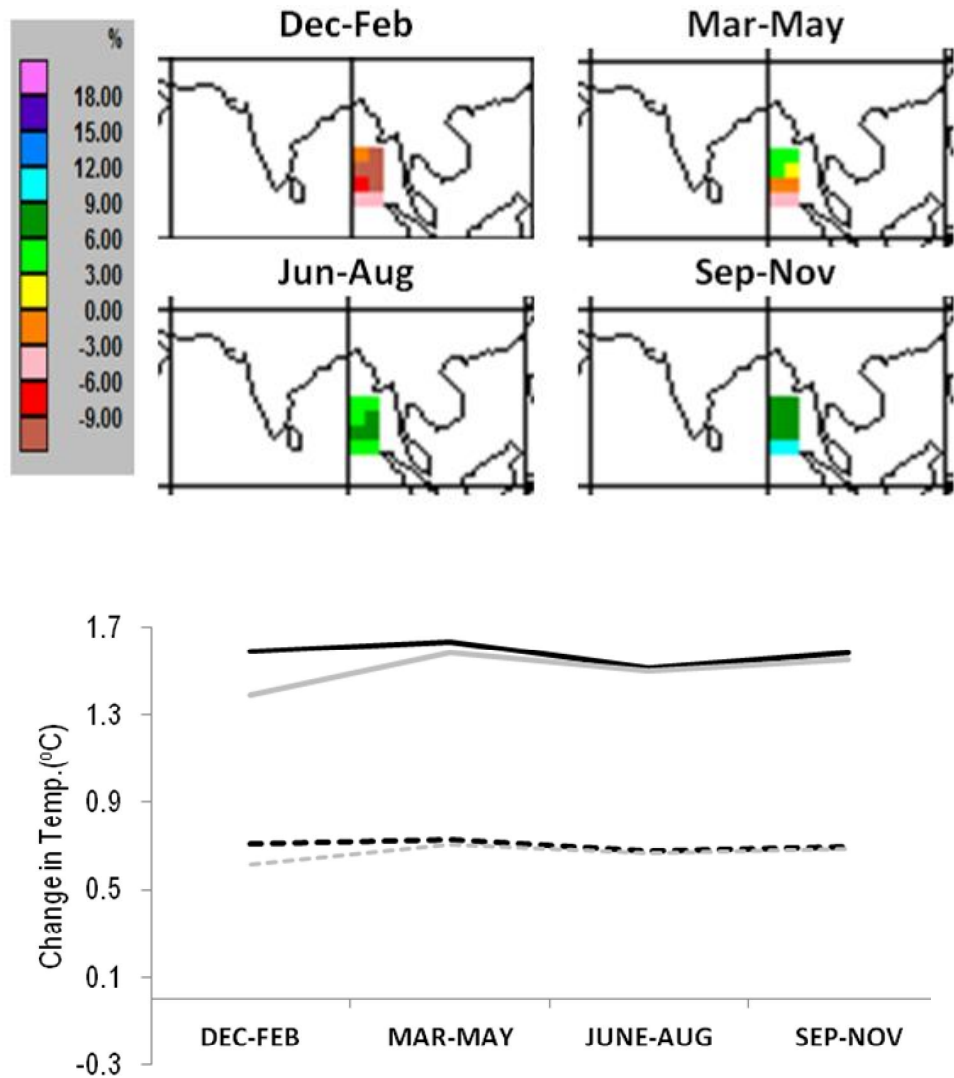 %
18.00
15.00
12.00
9.00
6.00
3.00
0.00
-3.00
-6.00
-9.00
Dec-Feb
Mar-May
Jun-Aug
Sep-Nov
1.7
1.3
0.9
0.5
0.1
-0.3
Change in Temp.(⁰C)
DEC-FEB
MAR-MAY
JUNE-AUG
SEP-NOV